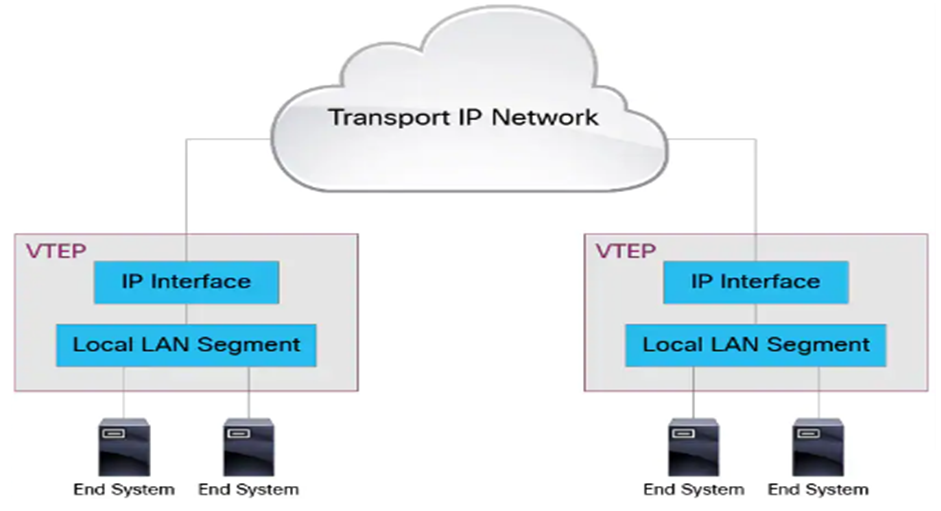 Transport IP Network
VTEP
IP Interface
Local LAN Segment
End System
End System
VTEP
IP Interface
Local LAN Segment
End System
End System